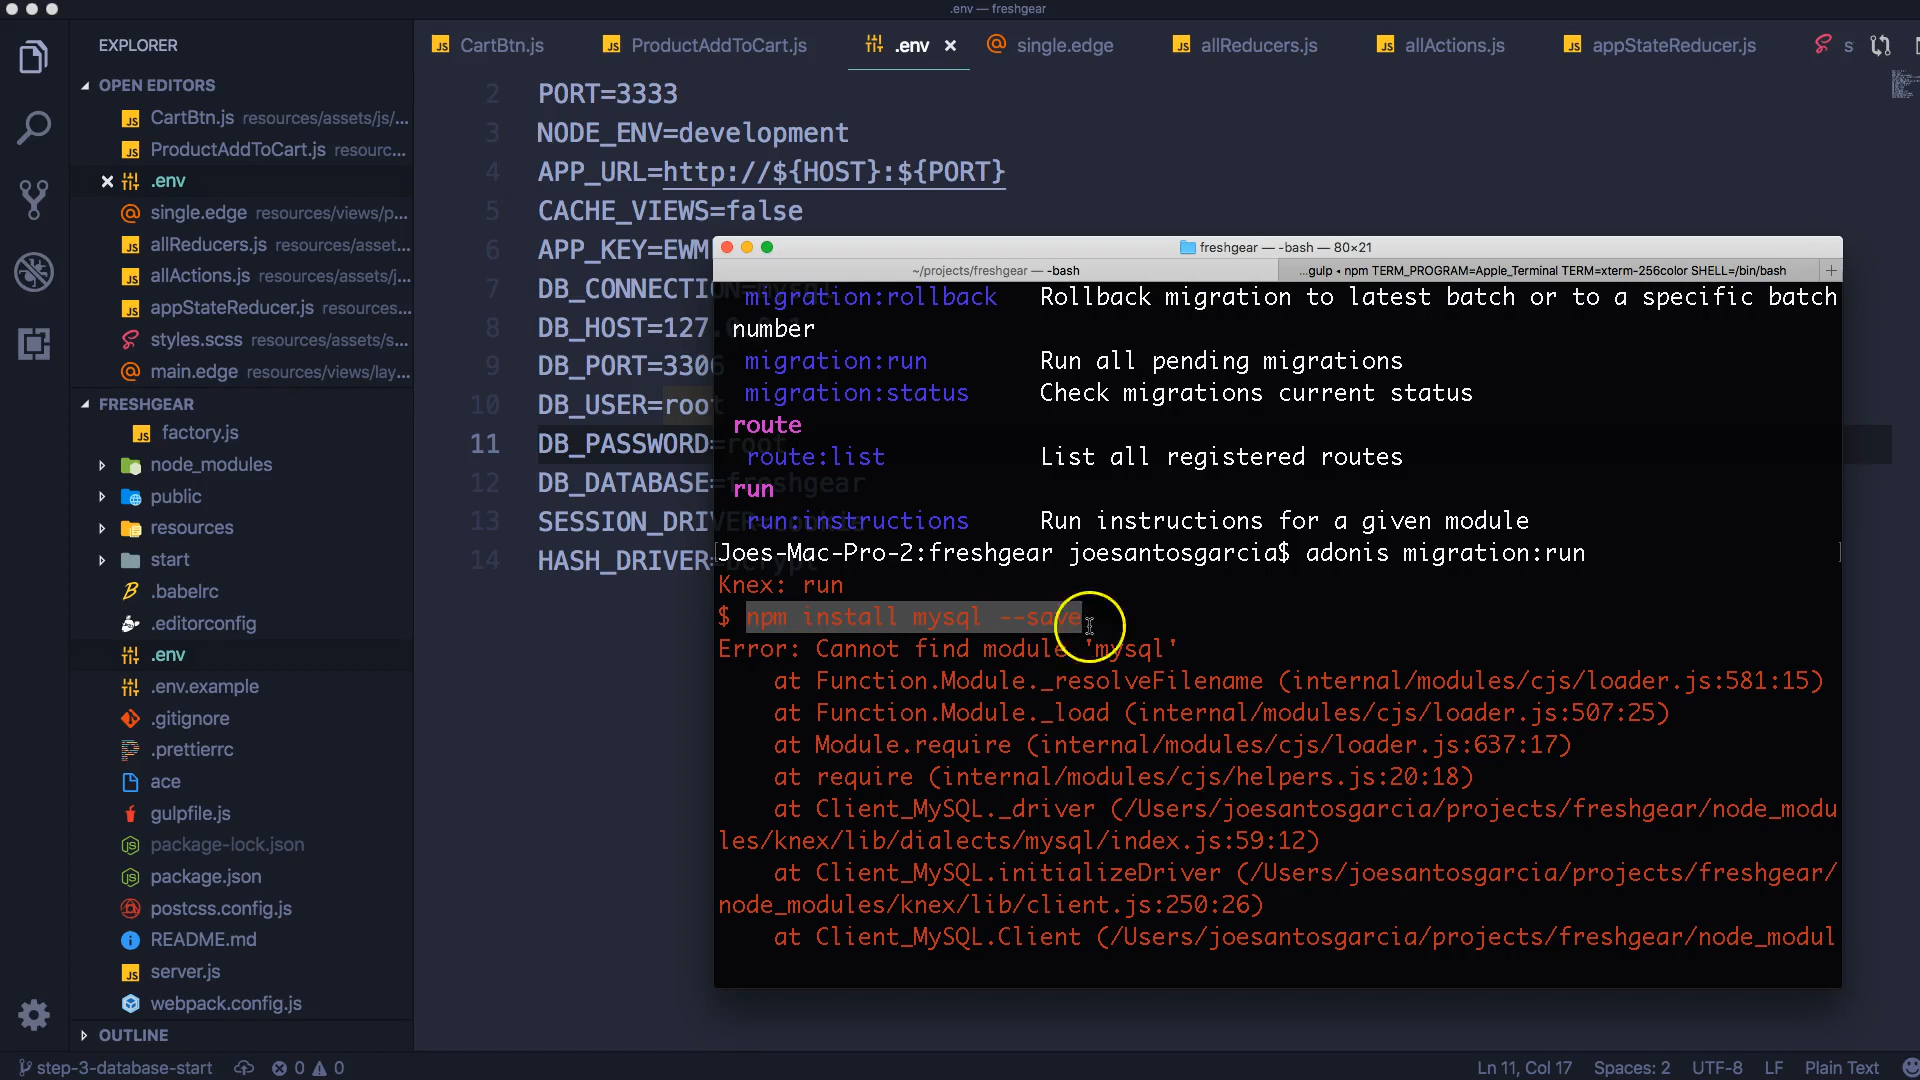 .env — freshgear
EXPLORER
OPEN EDITORS
CartBtn.js resources/assets/js/...
ProductAddToCart.js resourc...
.env
single.edge resources/views/p...
allReducers.js resources/asset...
allActions.js resources/assets/j...
appStateReducer.js resources...
styles.scss resources/assets/s...
main.edge resources/views/lay...
FRESHGEAR
factory.js
node_modules
public
resources
start
.babelrc
.editorconfig
.env
.env.example
.gitignore
.prettierrc
ace
gulpfile.js
package-lock.json
package.json
postcss.config.js
README.md
server.js
webpack.config.js
OUTLINE
CartBtn.js
ProductAddToCart.js
.env
single.edge
allReducers.js
allActions.js
appStateReducer.js
s
2 PORT=3333
3 NODE_ENV=development
4 APP_URL=http://${HOST}:${PORT}
5 CACHE_VIEWS=false
6 APP_KEY=EWM
7 DB_CONNECTION=mysql
8 DB_HOST=127.0.0.1
9 DB_PORT=3306
10 DB_USER=root
11 DB_PASSWORD=root
12 DB_DATABASE=freshgear
13 SESSION_DRIVER=
14 HASH_DRIVER=bcrypt
freshgear — -bash — 80×21
~/projects/freshgear — -bash
...gulp ◂ npm TERM_PROGRAM=Apple_Terminal TERM=xterm-256color SHELL=/bin/bash
+
migration:rollback Rollback migration to latest batch or to a specific batch
number
migration:run Run all pending migrations
migration:status Check migrations current status
route
route:list List all registered routes
run
run:instructions Run instructions for a given module
[Joes-Mac-Pro-2:freshgear joesantosgarcia$ adonis migration:run ]
Knex: run
$ npm install mysql --save
Error: Cannot find module 'mysql'
at Function.Module._resolveFilename (internal/modules/cjs/loader.js:581:15)
at Function.Module._load (internal/modules/cjs/loader.js:507:25)
at Module.require (internal/modules/cjs/loader.js:637:17)
at require (internal/modules/cjs/helpers.js:20:18)
at Client_MySQL._driver (/Users/joesantosgarcia/projects/freshgear/node_modu
les/knex/lib/dialects/mysql/index.js:59:12)
at Client_MySQL.initializeDriver (/Users/joesantosgarcia/projects/freshgear/
node_modules/knex/lib/client.js:250:26)
at Client_MySQL.Client (/Users/joesantosgarcia/projects/freshgear/node_modul
step-3-database-start
0
0
Ln 11, Col 17
Spaces: 2
UTF-8
LF
Plain Text